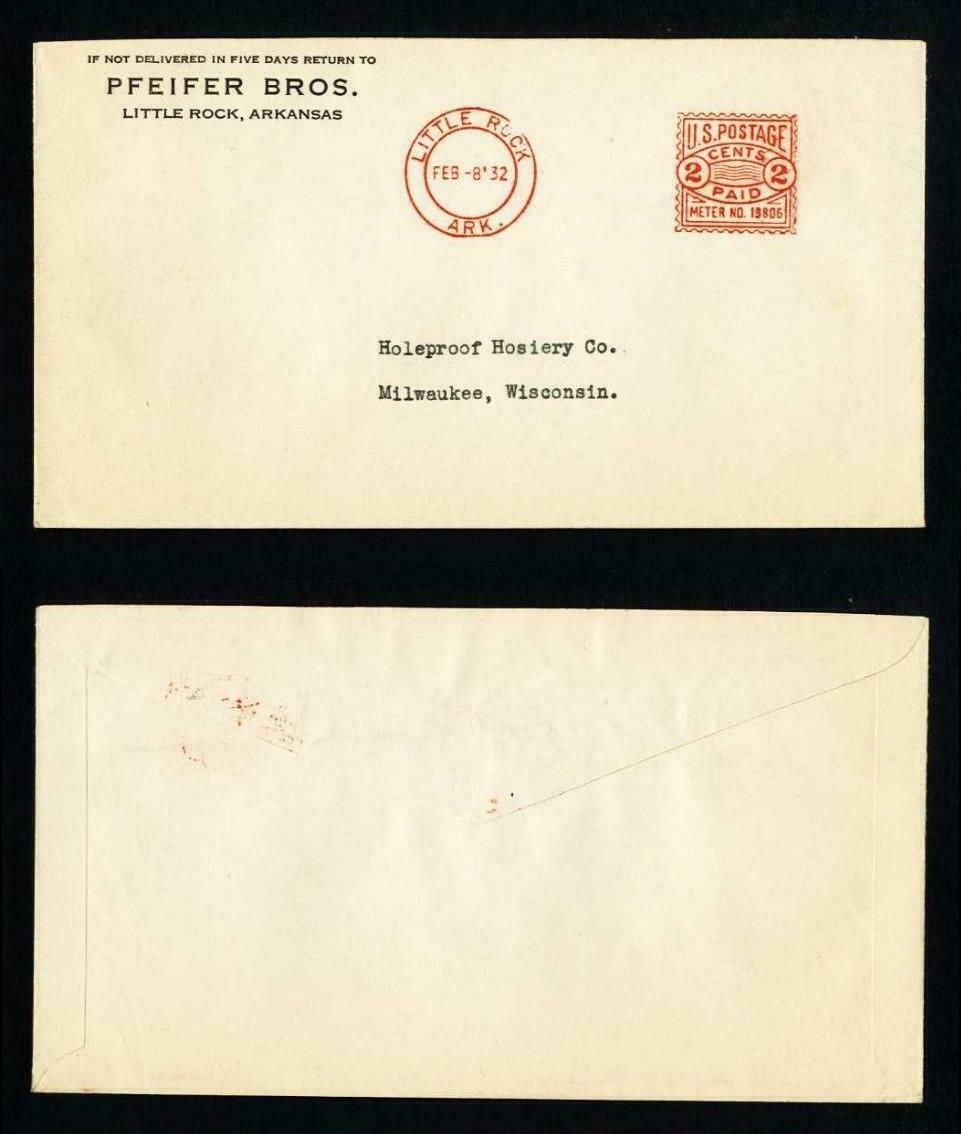 IF NOT DELIVERED IN FIVE DAYS RETURN TO
PFEIFER BROS.
LITTLE ROCK, ARKANSAS
LITTLE ROCK
FEB -8'32
ARK.
U.S. POSTAGE
CENTS
2 2
PAID
METER NO. 13806
Holeproof Hosiery Co.
Milwaukee, Wisconsin.